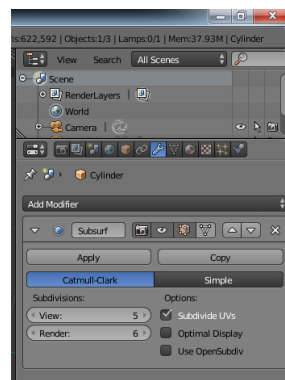 is:622,592 | Objects:1/3 | Lamps:0/1 | Mem:37.93M | Cylinder
View Search All Scenes
Scene
RenderLayers |
World
Camera |
Cylinder
Add Modifier
Subsurf
Apply Copy
Catmull-Clark Simple
Subdivisions: Options:
View: 5 Subdivide UVs
Render: 6 Optimal Display
Use OpenSubdiv